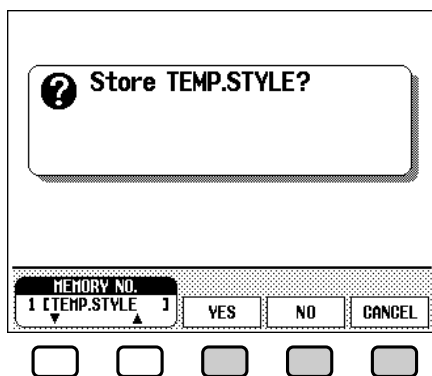 Store TEMP.STYLE?
MEMORY NO.
1 [TEMP.STYLE ]
YES NO CANCEL